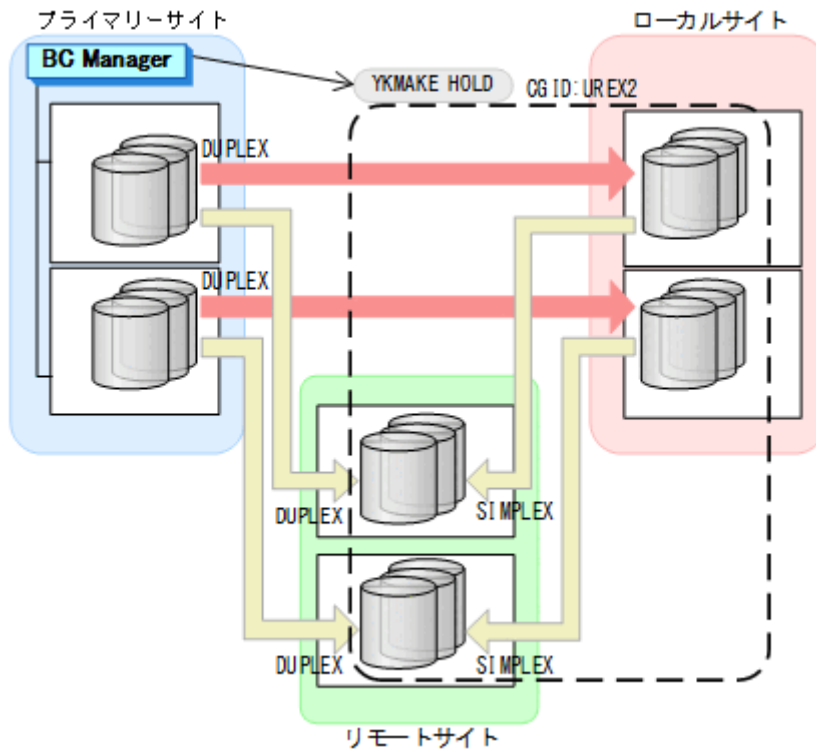 プライマリーサイト
ローカルサイト
BC Manager
YKMAKE HOLD
CGID:UREX2
DUPLEX
DUPLEX
DUPLEX
SIMPLEX
DUPLEX
SIMPLEX
リモートサイト